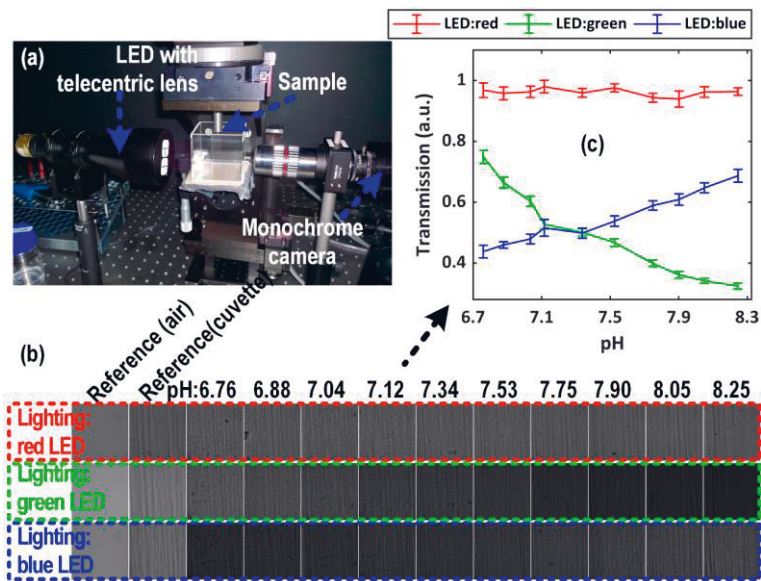 LED:red LED:green LED:blue
(a)
LED with
telecentric lens
Sample
Monochrome
camera
(c)
Transmission (a.u.)
1
0.8
0.6
0.4
6.7 7.1 7.5 7.9 8.3
pH
(b)
Reference (air)
Reference(cuvette)
pH:6.76 6.88 7.04 7.12 7.34 7.53 7.75 7.90 8.05 8.25
Lighting:
red LED
Lighting:
green LED
Lighting:
blue LED